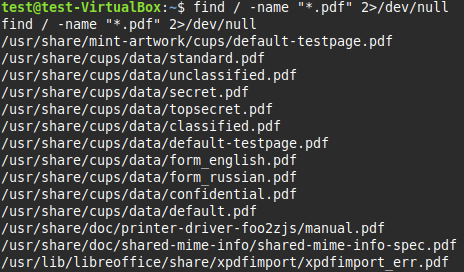 test@test-VirtualBox:~$ find / -name "*.pdf" 2>/dev/null
find / -name "*.pdf" 2>/dev/null
/usr/share/mint-artwork/cups/default-testpage.pdf
/usr/share/cups/data/standard.pdf
/usr/share/cups/data/unclassified.pdf
/usr/share/cups/data/secret.pdf
/usr/share/cups/data/topsecret.pdf
/usr/share/cups/data/classified.pdf
/usr/share/cups/data/default-testpage.pdf
/usr/share/cups/data/form_english.pdf
/usr/share/cups/data/form_russian.pdf
/usr/share/cups/data/confidential.pdf
/usr/share/cups/data/default.pdf
/usr/share/doc/printer-driver-foo2zjs/manual.pdf
/usr/share/doc/shared-mime-info/shared-mime-info-spec.pdf
/usr/lib/libreoffice/share/xpdfimport/xpdfimport_err.pdf